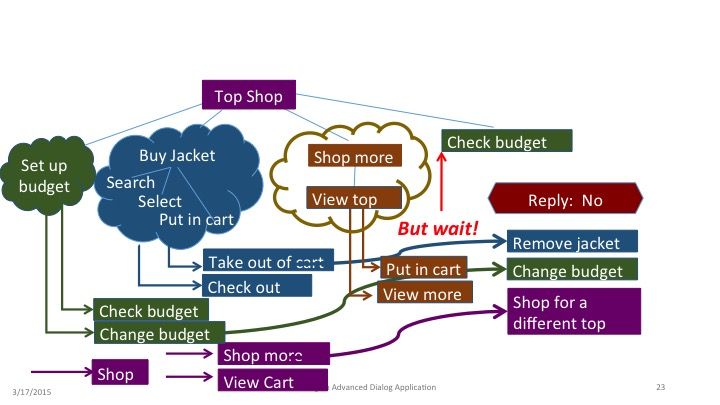 Top Shop
Set up
budget
Buy Jacket
Search
Select
Put in cart
Shop more
View top
Check budget
Reply: No
But wait!
Take out of cart
Check out
Put in cart
View more
Remove jacket
Change budget
Shop for a
different top
Check budget
Change budget
Shop more
View Cart
Shop
3/17/2015
Advanced Dialog Application
23